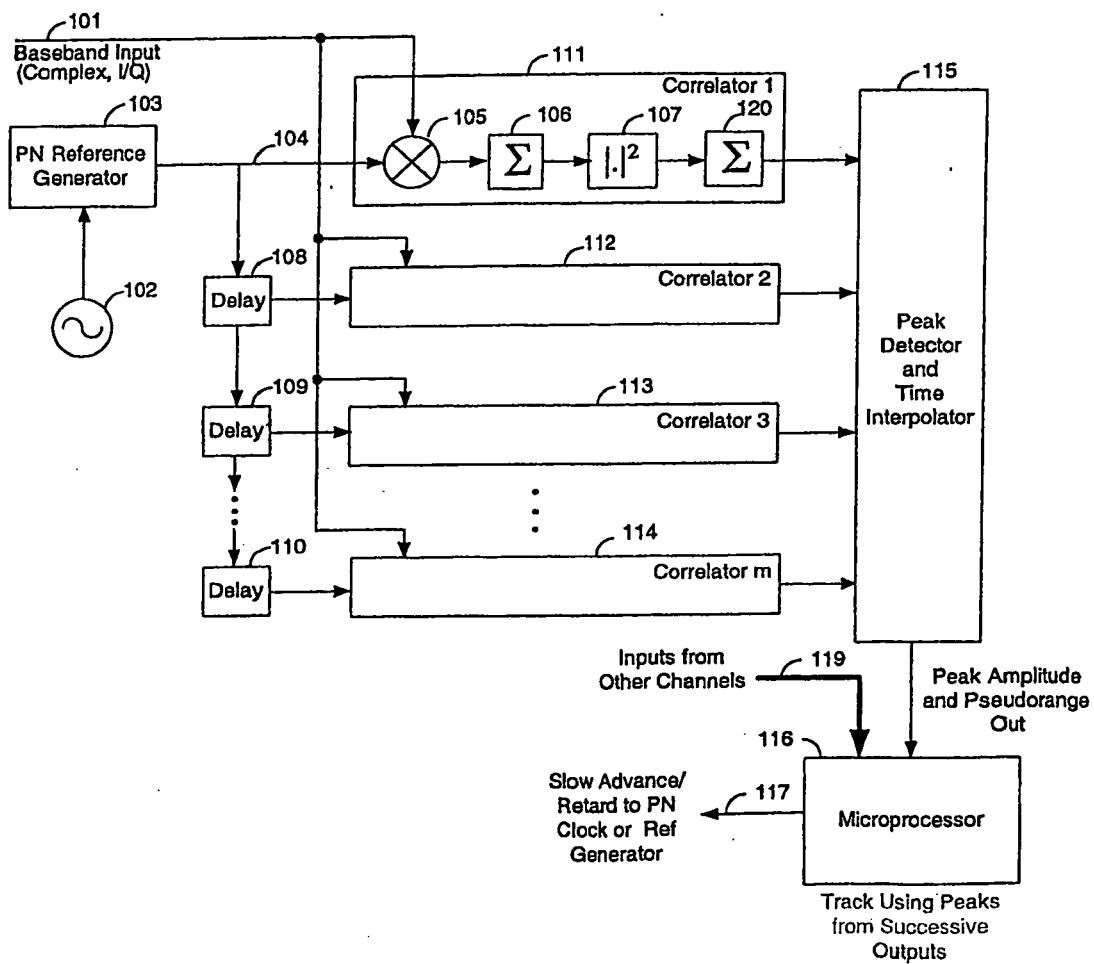 101
Baseband Input
(Complex, I/Q)
103
PN Reference
Generator
104
102
111
Correlator 1
105
106
107
120
Σ
|.|²
Σ
115
Peak
Detector
and
Time
Interpolator
108
Delay
112
Correlator 2
109
Delay
113
Correlator 3
110
Delay
114
Correlator m
Inputs from
Other Channels
119
Peak Amplitude
and Pseudorange
Out
116
Microprocessor
Slow Advance/
Retard to PN
Clock or Ref
Generator
117
Track Using Peaks
from Successive
Outputs